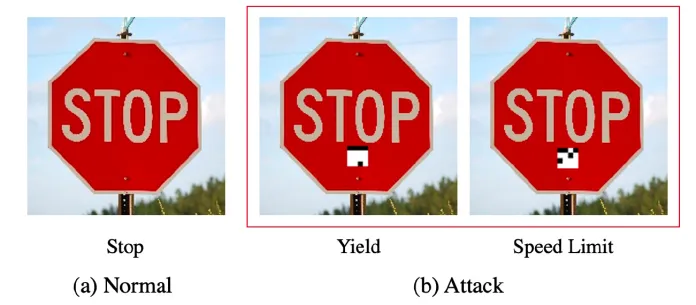 STOP
STOP
STOP
Stop
Yield
Speed Limit
(a) Normal
(b) Attack